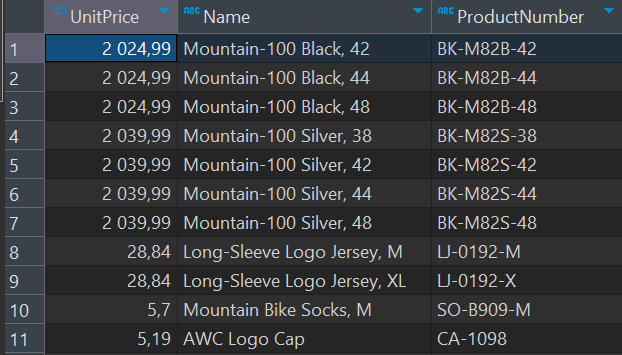 123 UnitPrice ABC Name ABC ProductNumber
1 2 024,99 Mountain-100 Black, 42 BK-M82B-42
2 2 024,99 Mountain-100 Black, 44 BK-M82B-44
3 2 024,99 Mountain-100 Black, 48 BK-M82B-48
4 2 039,99 Mountain-100 Silver, 38 BK-M82S-38
5 2 039,99 Mountain-100 Silver, 42 BK-M82S-42
6 2 039,99 Mountain-100 Silver, 44 BK-M82S-44
7 2 039,99 Mountain-100 Silver, 48 BK-M82S-48
8 28,84 Long-Sleeve Logo Jersey, M LJ-0192-M
9 28,84 Long-Sleeve Logo Jersey, XL LJ-0192-X
10 5,7 Mountain Bike Socks, M SO-B909-M
11 5,19 AWC Logo Cap CA-1098